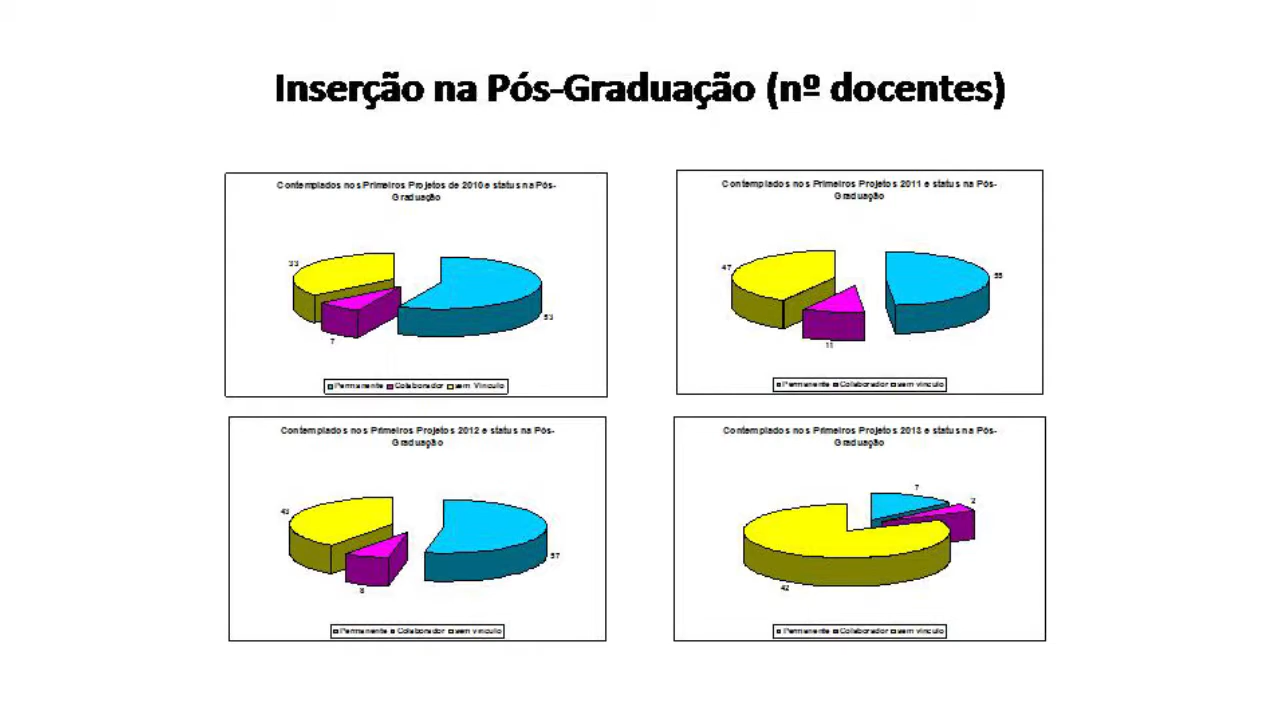 Inserção na Pós-Graduação (nº docentes)
Contemplados nos Primeiros Projetos de 2010 e status na Pós-
Graduação
33
53
7
Permanente Colaborador sem Vínculo
Contemplados nos Primeiros Projetos 2011 e status na Pós-
Graduação
47
55
11
Permanente Colaborador sem vínculo
Contemplados nos Primeiros Projetos 2012 e status na Pós-
Graduação
43
57
8
Permanente Colaborador sem vínculo
Contemplados nos Primeiros Projetos 2013 e status na Pós-
Graduação
7
2
42
Permanente Colaborador sem vínculo